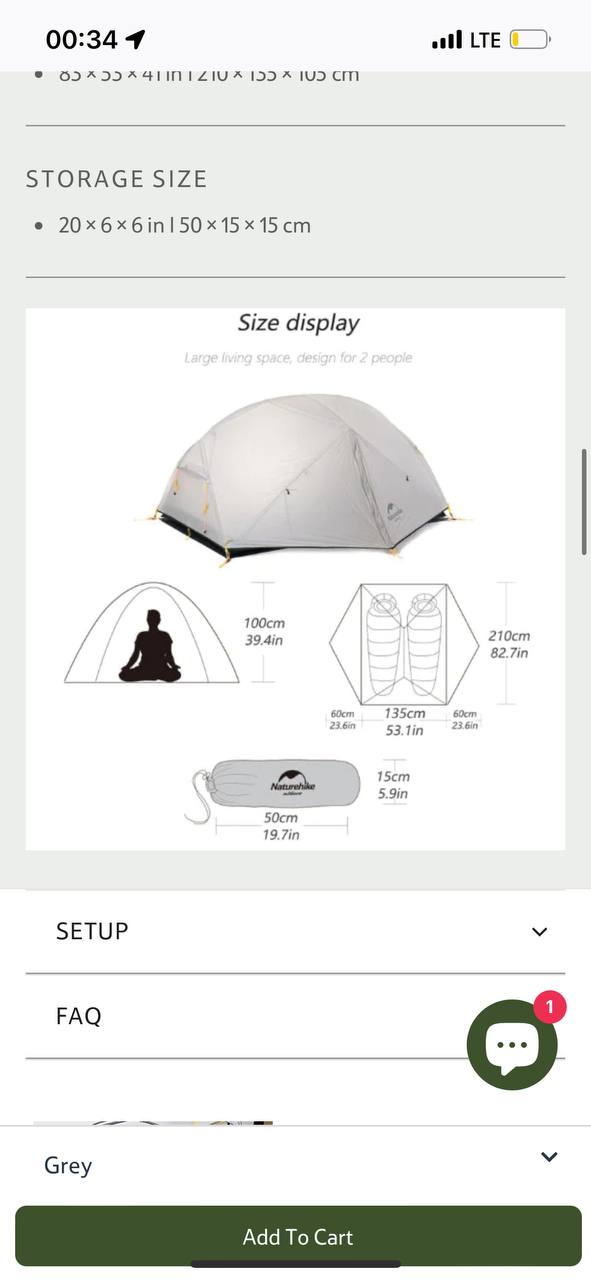 00:34
LTE
83 × 53 × 41 in | 210 × 135 × 105 cm
STORAGE SIZE
20 × 6 × 6 in | 50 × 15 × 15 cm
Size display
Large living space, design for 2 people
100cm
39.4in
210cm
82.7in
60cm
23.6in
135cm
53.1in
60cm
23.6in
Naturehike
15cm
5.9in
50cm
19.7in
SETUP
FAQ
1
Grey
Add To Cart